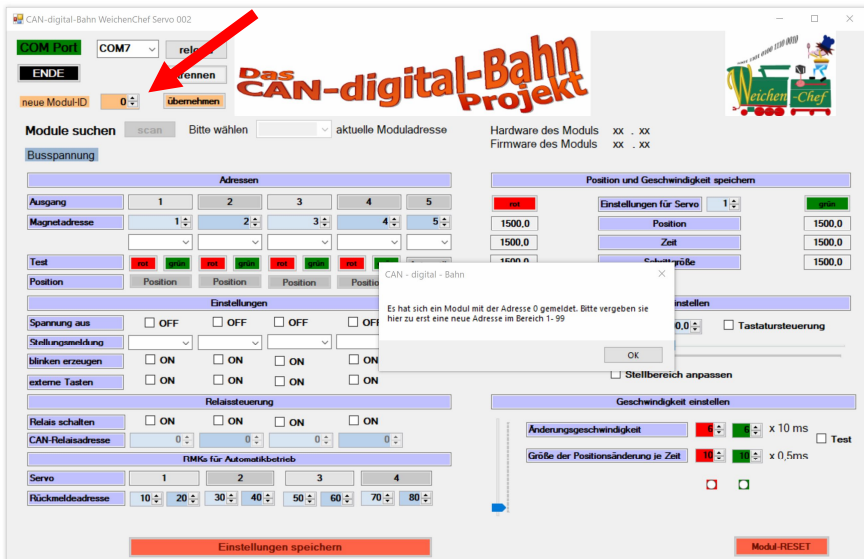 CAN-digital-Bahn WeichenChef Servo 002
COM Port COM7
ENDE
neue Modul-ID 0 übernehmen
Das
CAN-digital-Bahn
Projekt
Weichen-Chef
Module suchen scan Bitte wählen aktuelle Moduladresse
Hardware des Moduls xx . xx
Firmware des Moduls xx . xx
Busspannung
Adressen
Ausgang 1 2 3 4 5
Magnetadresse 1 2 3 4 5
Test rot grün rot grün rot grün rot grün
Position Position Position Position
Einstellungen
Spannung aus OFF OFF OFF
Stellungsmeldung
blinken erzeugen ON ON ON ON
externe Tasten ON ON ON ON
Relaissteuerung
Relais schalten ON ON ON ON
CAN-Relaisadresse 0 0 0 0
RMKs für Automatikbetrieb
Servo 1 2 3 4
Rückmeldeadresse 10 20 30 40 50 60 70 80
Einstellungen speichern
Position und Geschwindigkeit speichern
rot Einstellungen für Servo 1 grün
1500,0 Position 1500,0
1500,0 Zeit 1500,0
1500,0 Schrittgröße 1500,0
CAN - digital - Bahn
Es hat sich ein Modul mit der Adresse 0 gemeldet. Bitte vergeben sie
hier zu erst eine neue Adresse im Bereich 1- 99
OK
Tastatursteuerung
Stellbereich anpassen
Geschwindigkeit einstellen
Änderungsgeschwindigkeit 6 6 x 10 ms
Test
Größe der Positionsänderung je Zeit 10 10 x 0,5ms
Modul-RESET